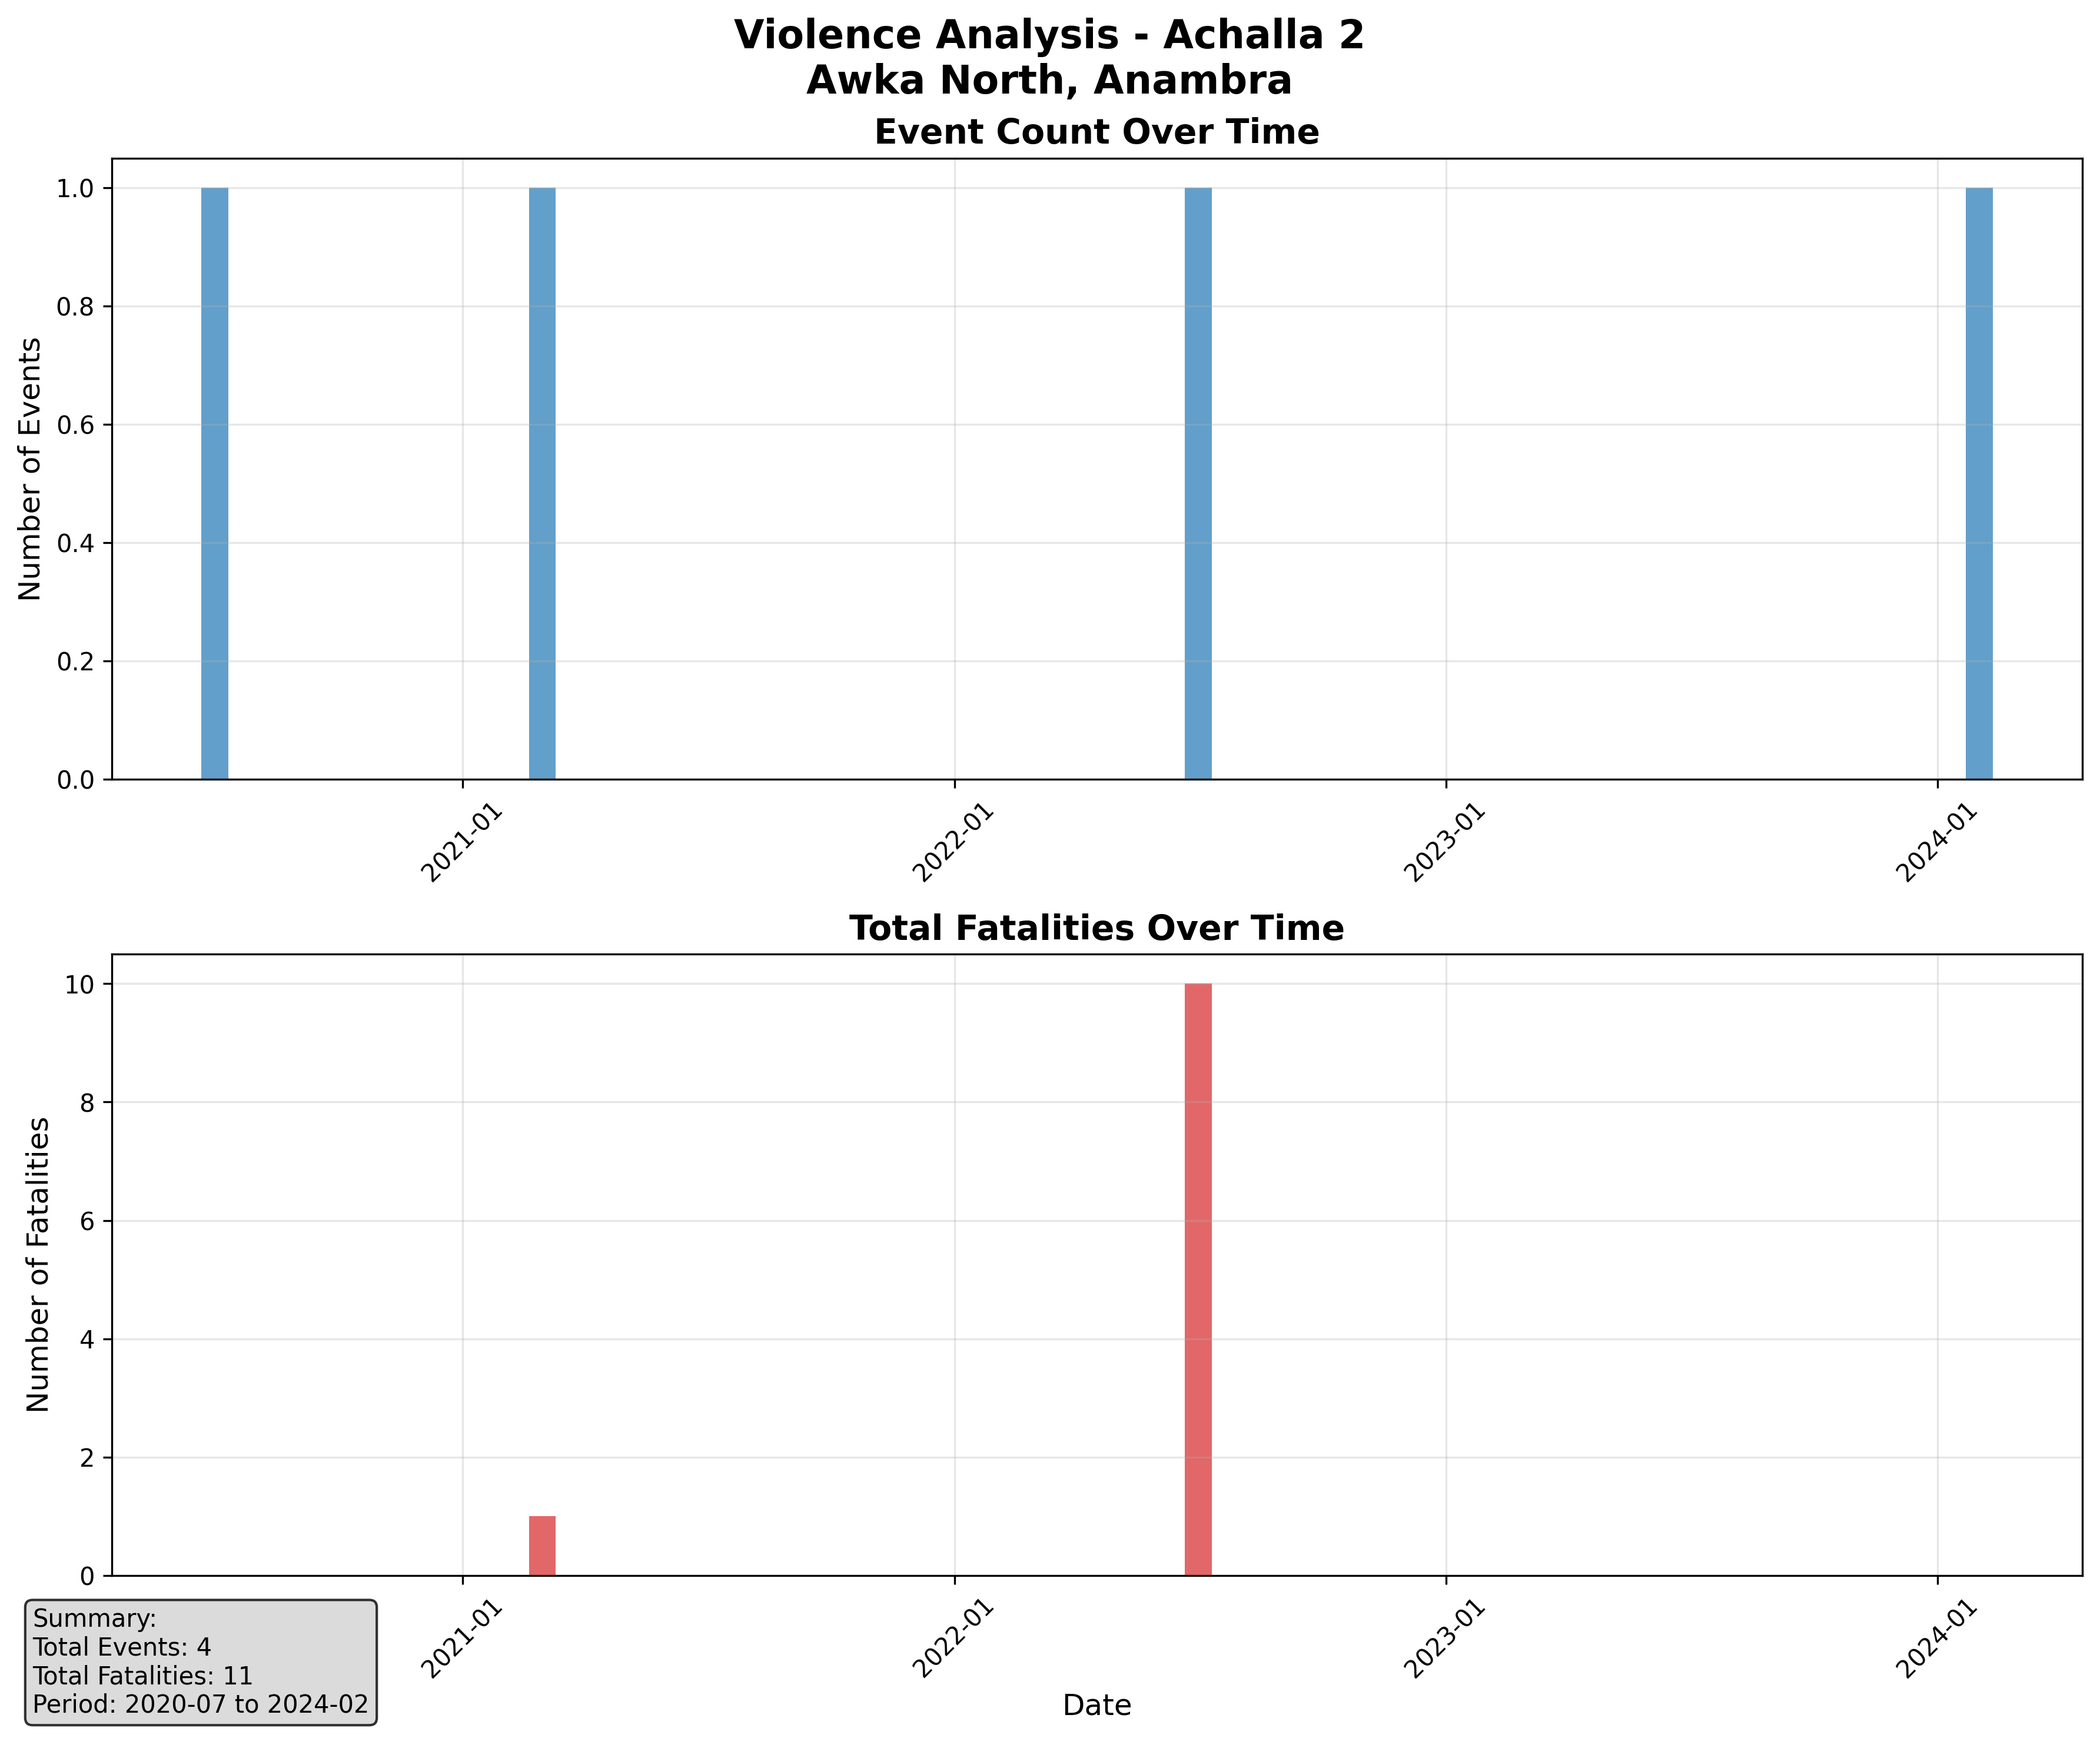 Violence Analysis - Achalla 2
Awka North, Anambra
Event Count Over Time
Number of Events
1.0
0.8
0.6
0.4
0.2
0.0
2021-01
2022-01
2023-01
2024-01
Total Fatalities Over Time
Number of Fatalities
10
8
6
4
2
0
2021-01
2022-01
2023-01
2024-01
Date
Summary:
Total Events: 4
Total Fatalities: 11
Period: 2020-07 to 2024-02